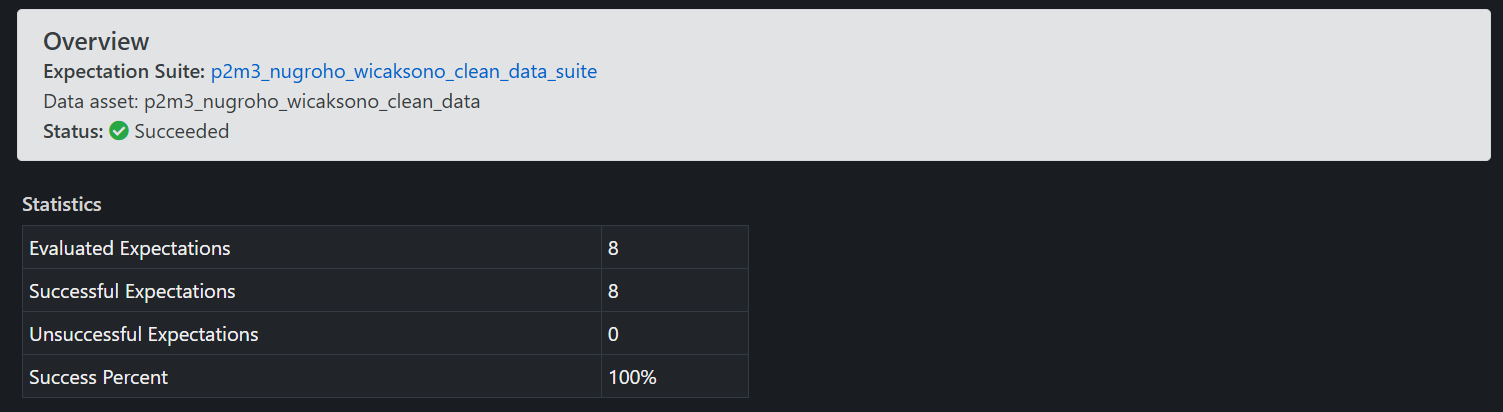 Overview
Expectation Suite: p2m3_nugroho_wicaksono_clean_data_suite
Data asset: p2m3_nugroho_wicaksono_clean_data
Status: Succeeded
Statistics
Evaluated Expectations 8
Successful Expectations 8
Unsuccessful Expectations 0
Success Percent 100%